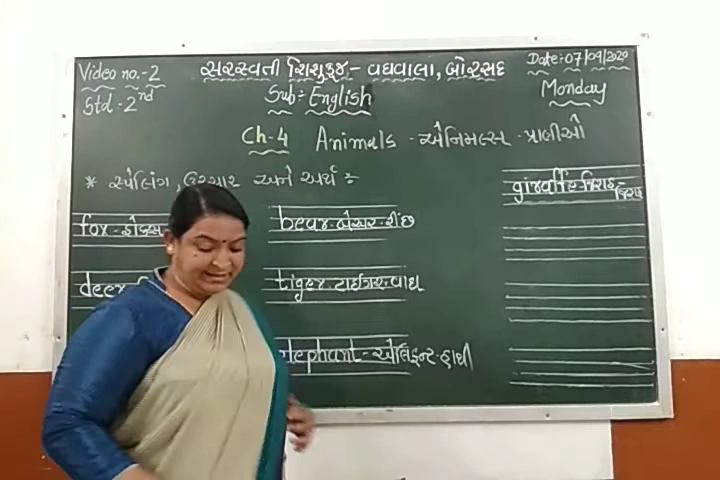 Video no.-2 સરસ્વતી શિશુકુંજ - વઘવાલા, બોરસદ Date:-07/09/2020
Std.-2nd Sub:- English Monday
Ch-4 Animals - એનિમલ્સ - પ્રાણીઓ
* સ્પેલિંગ, ઉચ્ચાર અને અર્થ :-
fox - ફોક્સ bear - બેઅર - રીંછ giraffe - જિરાફ - જિરાફ
deer tiger - ટાઈગર - વાઘ
elephant - એલિફન્ટ - હાથી